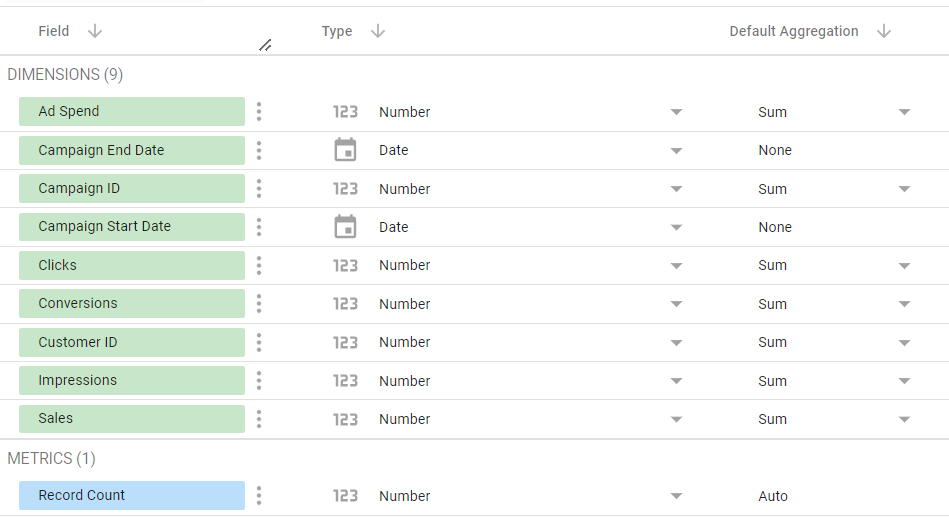 Field Type Default Aggregation
DIMENSIONS (9)
Ad Spend 123 Number Sum
Campaign End Date Date None
Campaign ID 123 Number Sum
Campaign Start Date Date None
Clicks 123 Number Sum
Conversions 123 Number Sum
Customer ID 123 Number Sum
Impressions 123 Number Sum
Sales 123 Number Sum
METRICS (1)
Record Count 123 Number Auto